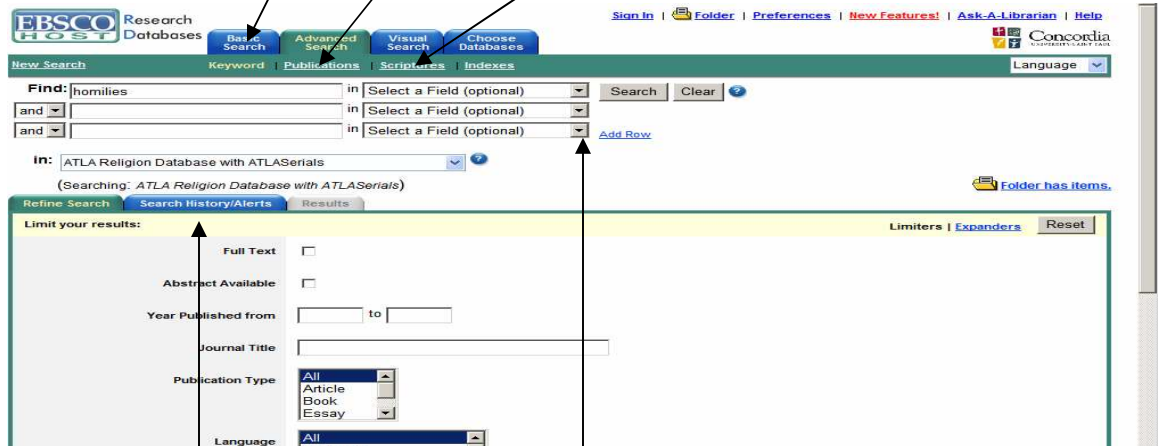 EBSCO Research
HOST Databases
Sign In | Folder | Preferences | New Features! | Ask-A-Librarian | Help
Basic Search Advanced Search Visual Search Choose Databases
Concordia
UNIVERSITY·SAINT PAUL
New Search Keyword | Publications | Scriptures | Indexes Language
Find: homilies in Select a Field (optional) Search Clear ?
and in Select a Field (optional)
and in Select a Field (optional) Add Row
in: ATLA Religion Database with ATLASerials ?
(Searching: ATLA Religion Database with ATLASerials)
Folder has items.
Refine Search Search History/Alerts Results
Limit your results: Limiters | Expanders Reset
Full Text
Abstract Available
Year Published from to
Journal Title
Publication Type All
Article
Book
Essay
Language All